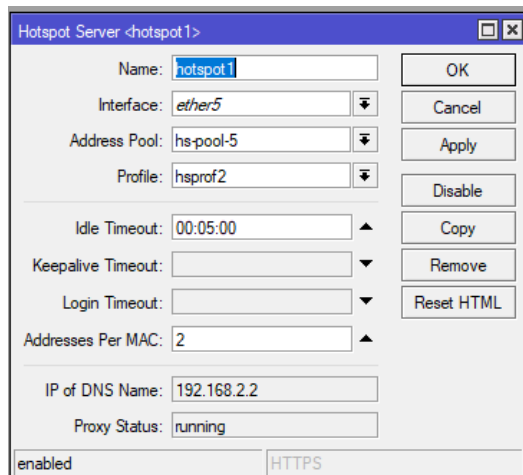 Hotspot Server <hotspot1>
Name: hotspot1
Interface: ether5
Address Pool: hs-pool-5
Profile: hsprof2
Idle Timeout: 00:05:00
Keepalive Timeout:
Login Timeout:
Addresses Per MAC: 2
IP of DNS Name: 192.168.2.2
Proxy Status: running
OK
Cancel
Apply
Disable
Copy
Remove
Reset HTML
enabled
HTTPS